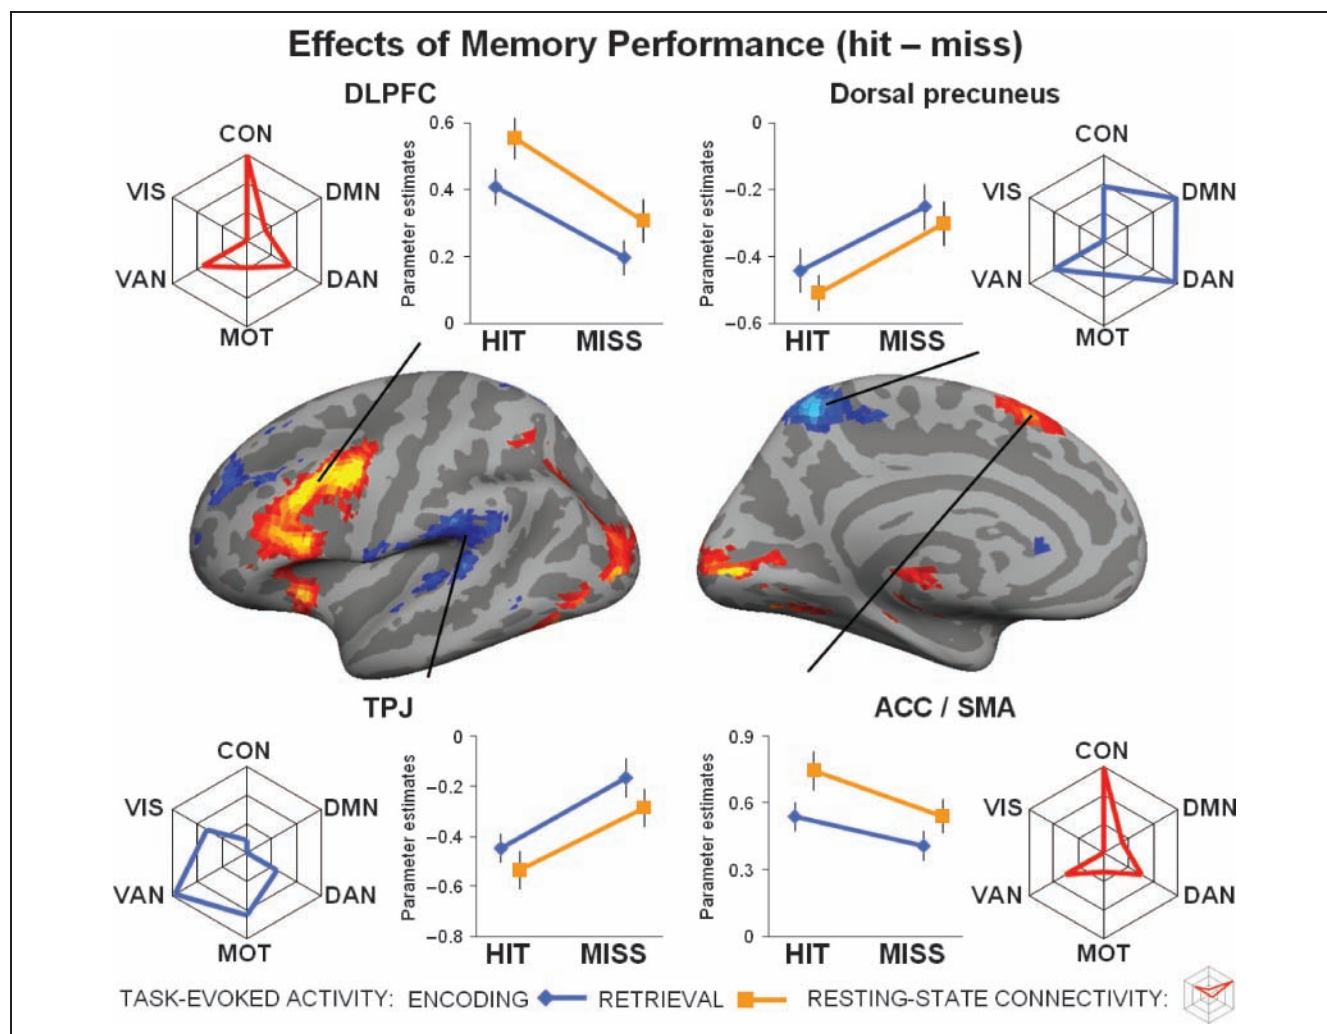 Effects of Memory Performance (hit – miss)
DLPFC
CON
VIS
DMN
VAN
DAN
MOT
Parameter estimates
0.6
0.4
0.2
0
HIT MISS
Dorsal precuneus
Parameter estimates
0
−0.2
−0.4
−0.6
HIT MISS
CON
VIS
DMN
VAN
DAN
MOT
TPJ
CON
VIS
DMN
VAN
DAN
MOT
Parameter estimates
0
−0.2
−0.4
−0.6
−0.8
HIT MISS
ACC / SMA
Parameter estimates
0.9
0.6
0.3
0
HIT MISS
CON
VIS
DMN
VAN
DAN
MOT
TASK-EVOKED ACTIVITY: ENCODING RETRIEVAL RESTING-STATE CONNECTIVITY: